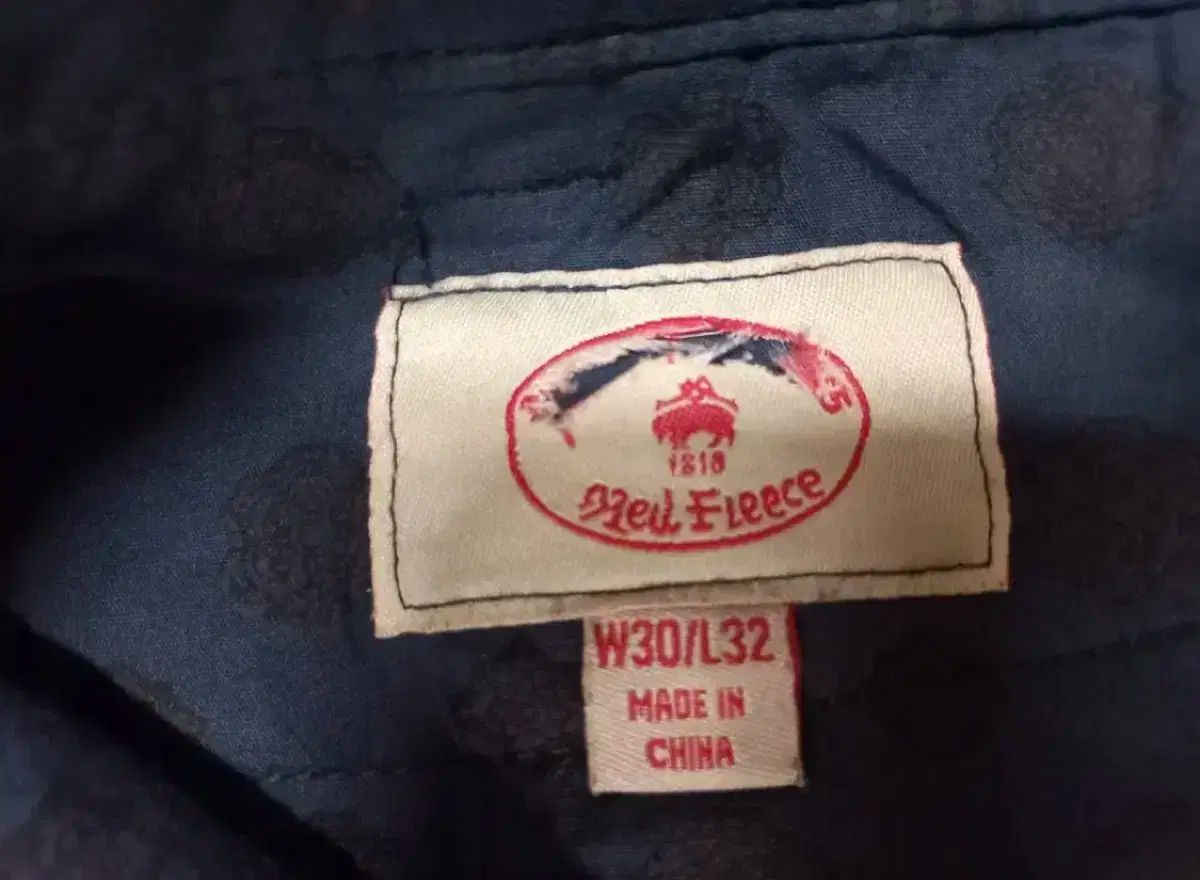 1818
Red Fleece
W30/L32
MADE IN
CHINA